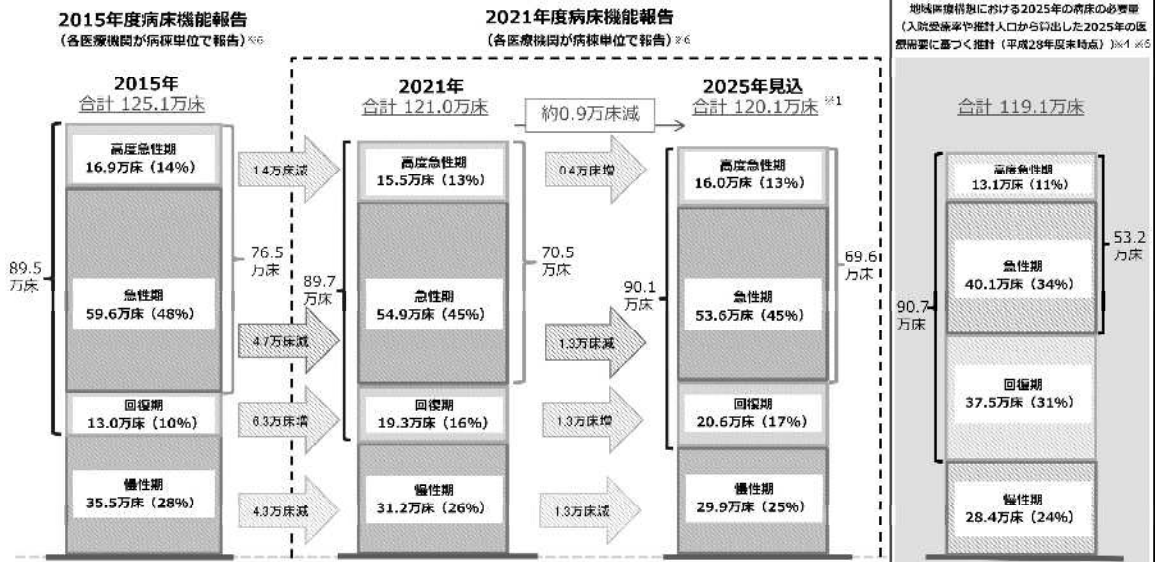 2015年度病床機能報告
(各医療機関が病棟単位で報告)※6
2021年度病床機能報告
(各医療機関が病棟単位で報告)※6
地域医療構想における2025年の病床の必要量
(入院受療率や推計人口から算出した2025年の医
療需要に基づく推計(平成28年度末時点))※4 ※6
2015年
合計 125.1万床
高度急性期
16.9万床(14%)
急性期
59.6万床(48%)
回復期
13.0万床(10%)
慢性期
35.5万床(28%)
89.5
万床
76.5
万床
1.4万床減
4.7万床減
6.3万床増
4.3万床減
2021年
合計 121.0万床
高度急性期
15.5万床(13%)
急性期
54.9万床(45%)
回復期
19.3万床(16%)
慢性期
31.2万床(26%)
89.7
万床
70.5
万床
約0.9万床減
0.4万床増
1.3万床減
1.3万床増
1.3万床減
2025年見込
合計 120.1万床 ※1
高度急性期
16.0万床(13%)
急性期
53.6万床(45%)
回復期
20.6万床(17%)
慢性期
29.9万床(25%)
90.1
万床
69.6
万床
合計 119.1万床
高度急性期
13.1万床(11%)
急性期
40.1万床(34%)
回復期
37.5万床(31%)
慢性期
28.4万床(24%)
90.7
万床
53.2
万床